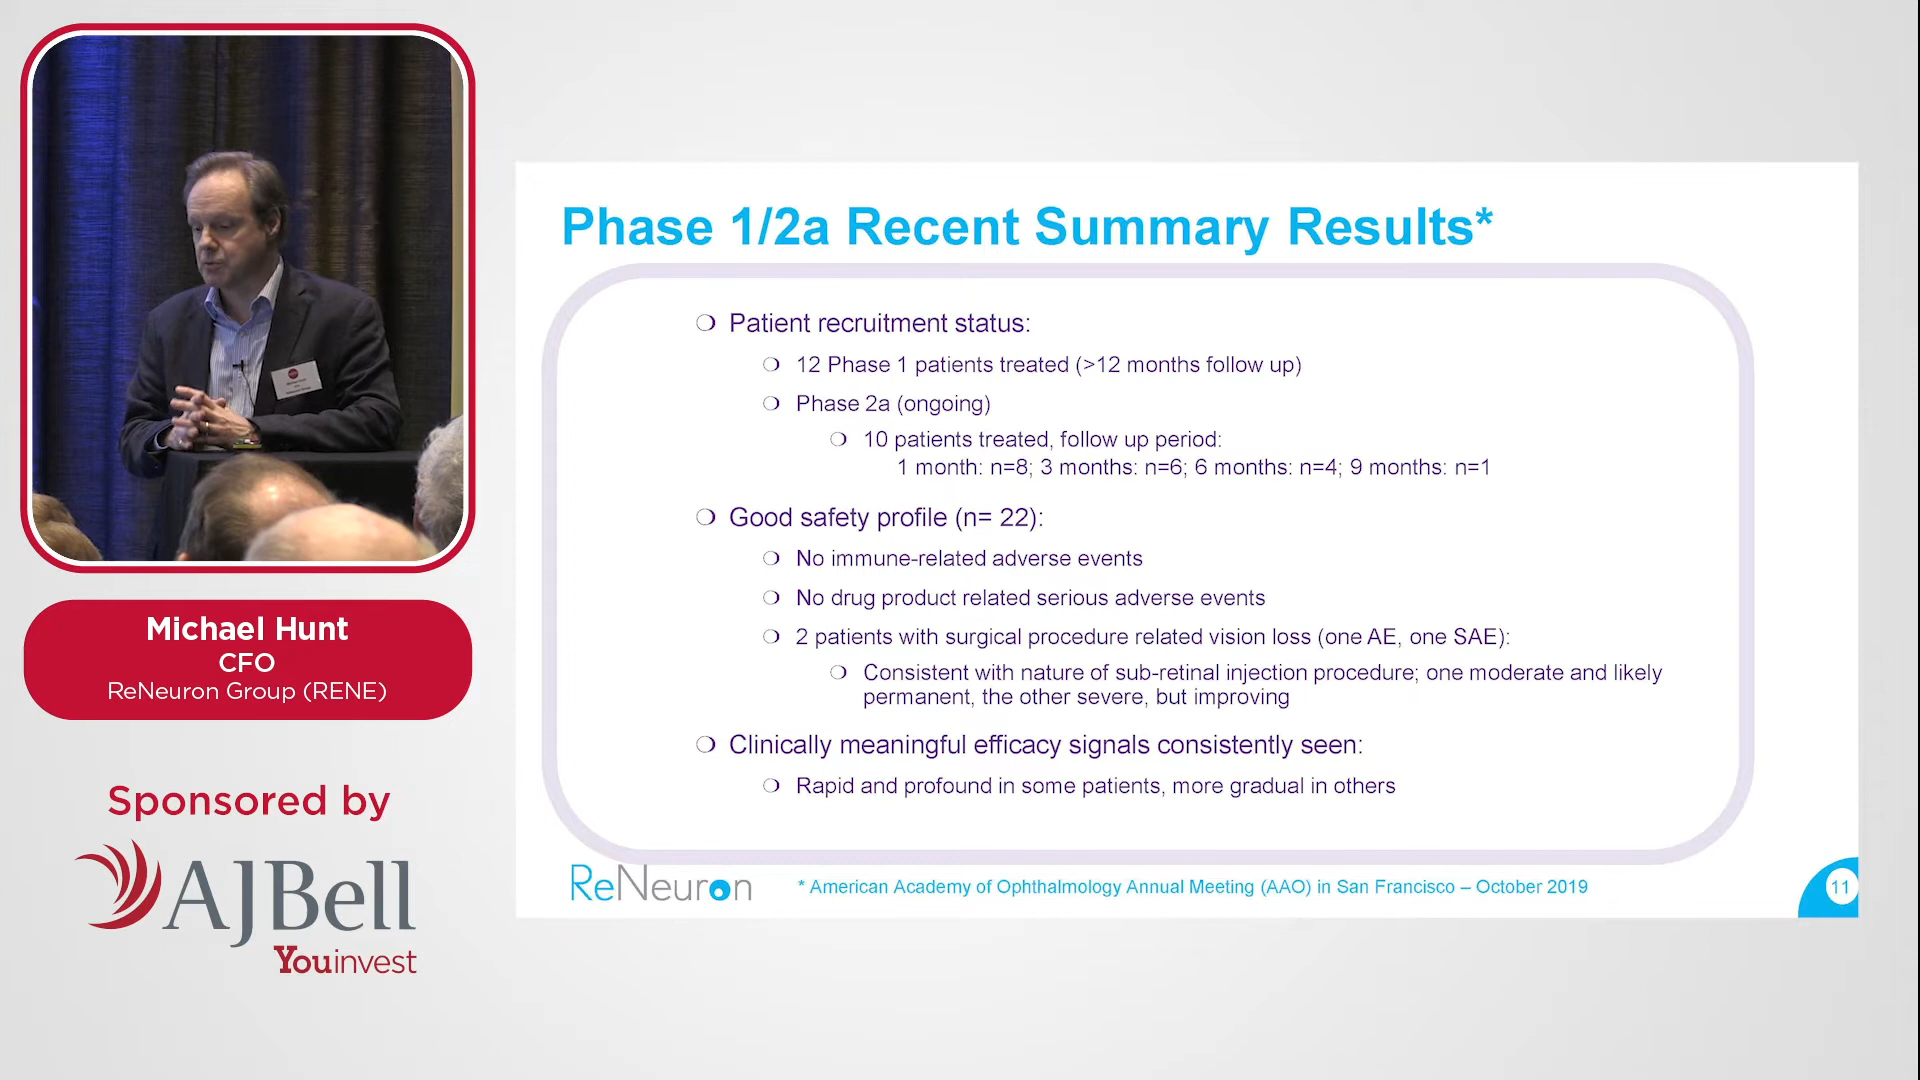 Michael Hunt
CFO
ReNeuron Group (RENE)
Sponsored by
AJBell
Youinvest
Phase 1/2a Recent Summary Results*
Patient recruitment status:
12 Phase 1 patients treated (>12 months follow up)
Phase 2a (ongoing)
10 patients treated, follow up period:
1 month: n=8; 3 months: n=6; 6 months: n=4; 9 months: n=1
Good safety profile (n= 22):
No immune-related adverse events
No drug product related serious adverse events
2 patients with surgical procedure related vision loss (one AE, one SAE):
Consistent with nature of sub-retinal injection procedure; one moderate and likely
permanent, the other severe, but improving
Clinically meaningful efficacy signals consistently seen:
Rapid and profound in some patients, more gradual in others
ReNeuron
* American Academy of Ophthalmology Annual Meeting (AAO) in San Francisco – October 2019
11